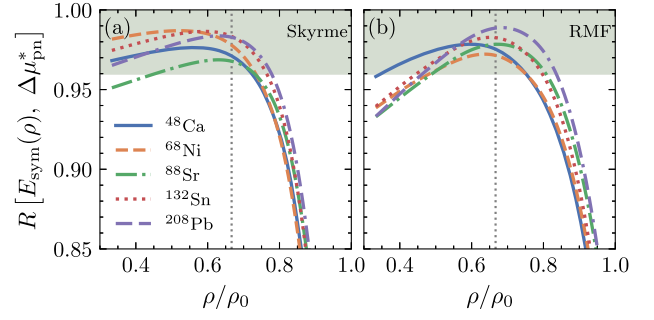 (a)
Skyrme
(b)
RMF
R [E_sym(ρ), Δμ*_pn]
1.00
0.95
0.90
0.85
⁴⁸Ca
⁶⁸Ni
⁸⁸Sr
¹³²Sn
²⁰⁸Pb
0.4 0.6 0.8 1.0
0.4 0.6 0.8 1.0
ρ/ρ₀
ρ/ρ₀